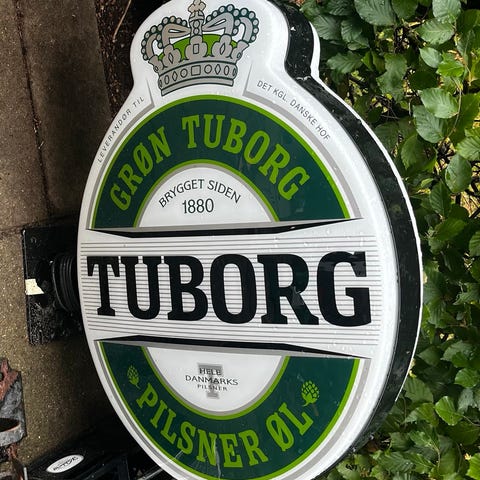 LEVERANDØR TIL
DET KGL. DANSKE HOF
GRØN TUBORG
BRYGGET SIDEN
1880
TUBORG
HELE
DANMARKS
PILSNER
PILSNER ØL